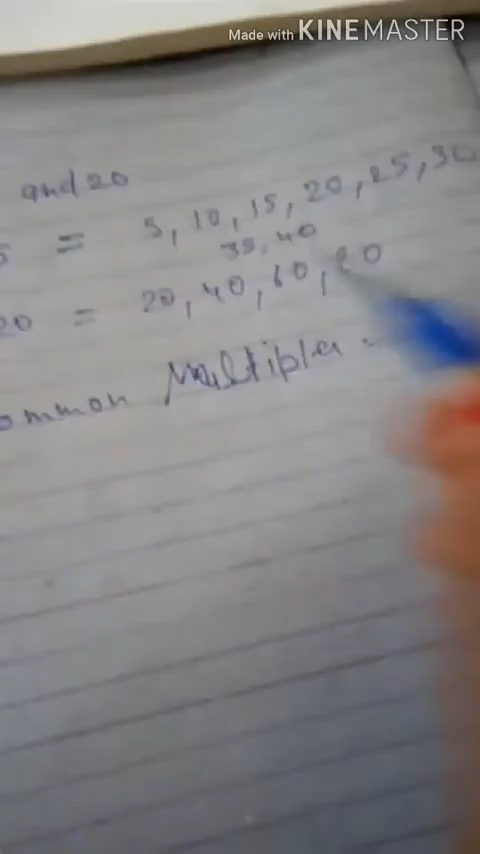 Made with KINEMASTER
and 20
5 = 5, 10, 15, 20, 25, 30
35, 40
20 = 20, 40, 60, 80
ommon Multiples